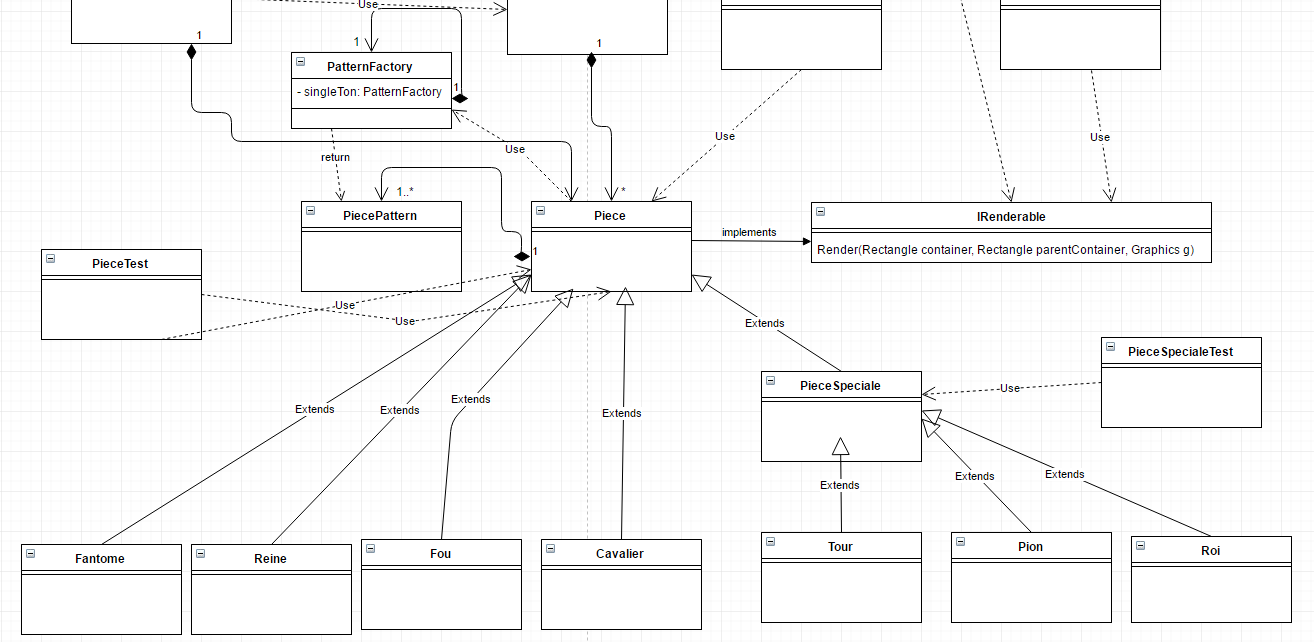 Use
1
1
1
PatternFactory
- singleTon: PatternFactory
1
return
Use
Use
Use
1..*
*
PiecePattern
Piece
IRenderable
implements
Render(Rectangle container, Rectangle parentContainer, Graphics g)
1
PieceTest
Use
Use
Extends
PieceSpecialeTest
PieceSpeciale
Use
Extends
Extends
Extends
Extends
Extends
Extends
Extends
Fantome
Reine
Fou
Cavalier
Tour
Pion
Roi